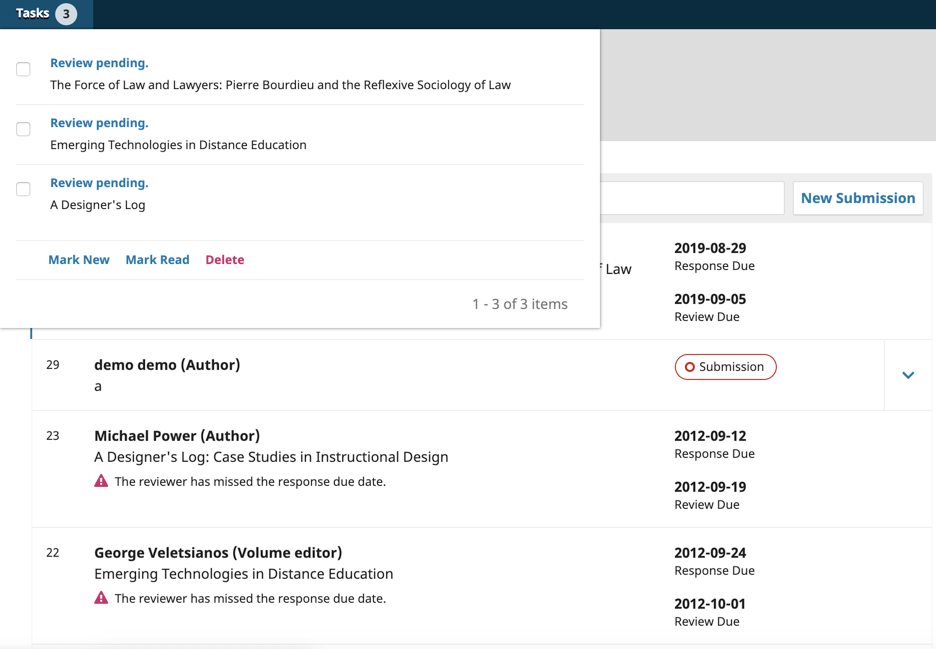 Tasks 3
Review pending.
The Force of Law and Lawyers: Pierre Bourdieu and the Reflexive Sociology of Law
Review pending.
Emerging Technologies in Distance Education
Review pending.
A Designer's Log
Mark New Mark Read Delete
1 - 3 of 3 items
New Submission
2019-08-29
Law
Response Due
2019-09-05
Review Due
29
demo demo (Author)
a
Submission
23
Michael Power (Author)
A Designer's Log: Case Studies in Instructional Design
The reviewer has missed the response due date.
2012-09-12
Response Due
2012-09-19
Review Due
22
George Veletsianos (Volume editor)
Emerging Technologies in Distance Education
The reviewer has missed the response due date.
2012-09-24
Response Due
2012-10-01
Review Due